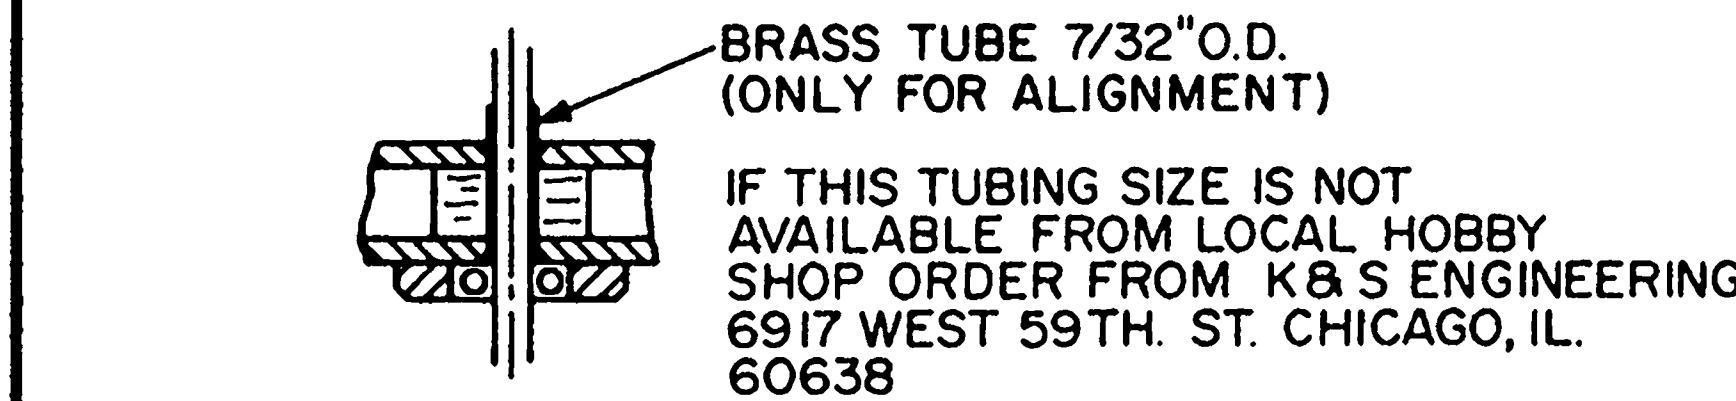 BRASS TUBE 7/32" O.D.
(ONLY FOR ALIGNMENT)
IF THIS TUBING SIZE IS NOT
AVAILABLE FROM LOCAL HOBBY
SHOP ORDER FROM K & S ENGINEERING
6917 WEST 59TH. ST. CHICAGO, IL.
60638